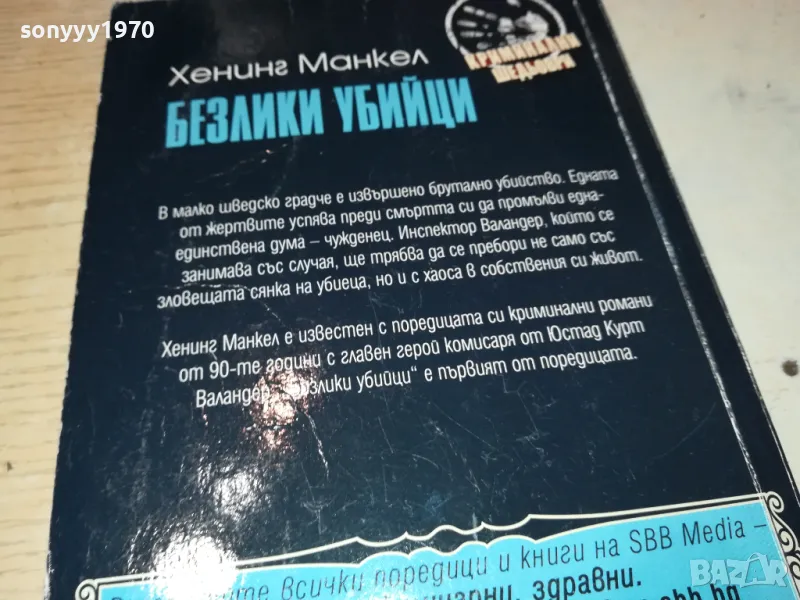 sonyyy1970
Хенинг Манкел
КРИМИНАЛНИ
ШЕДЬОВРИ
БЕЗЛИКИ УБИЙЦИ
В малко шведско градче е извършено брутално убийство. Едната
от жертвите успява преди смъртта си да промълви една-
единствена дума – чужденец. Инспектор Валандер, който се
занимава със случая, ще трябва да се пребори не само със
зловещата сянка на убиеца, но и с хаоса в собствения си живот.
Хенинг Манкел е известен с поредицата си криминални романи
от 90-те години с главен герой комисаря от Юстад Курт
Валандер. „Безлики убийци“ е първият от поредицата.
всички поредици и книги на SBB Media –
здравни.
bazar